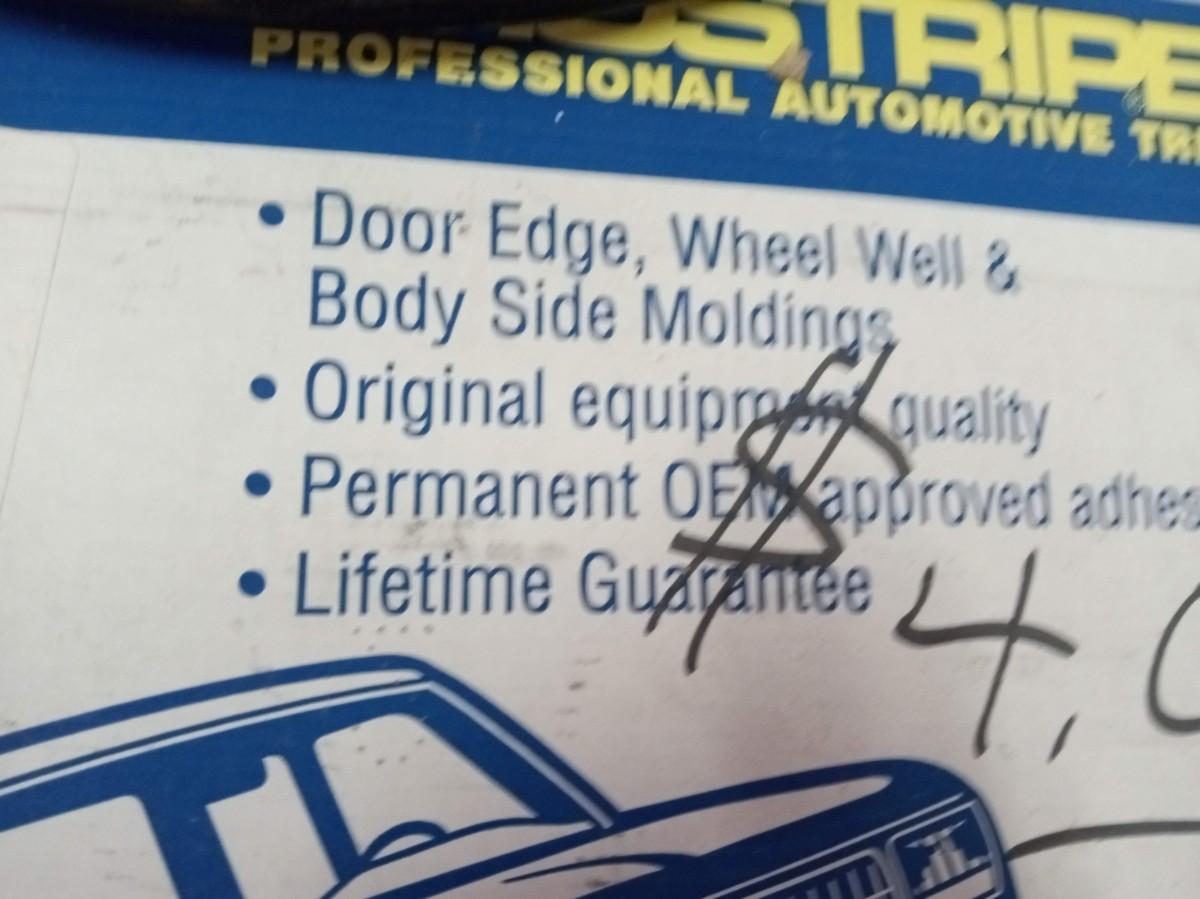 PROFESSIONAL AUTOMOTIVE
• Door Edge, Wheel Well &
Body Side Moldings
• Original equipment quality
• Permanent OEM approved
• Lifetime Guarantee
$ 4.